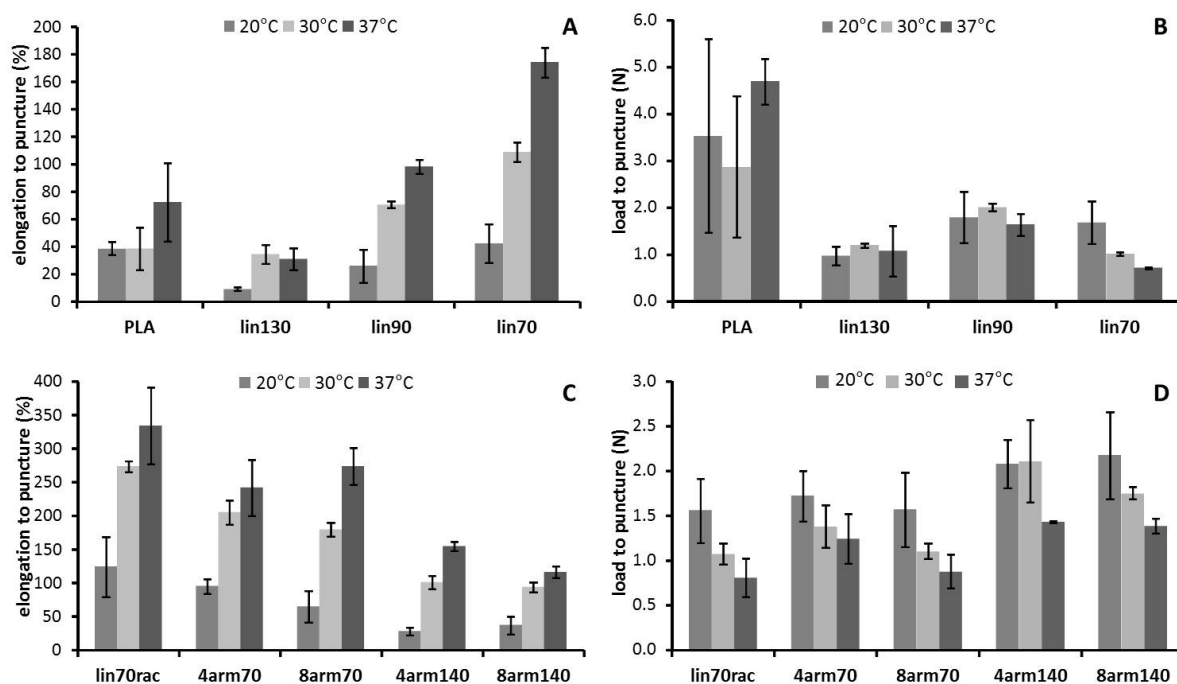 20°C 30°C 37°C
A
elongation to puncture (%)
200
180
160
140
120
100
80
60
40
20
0
PLA lin130 lin90 lin70
20°C 30°C 37°C
B
load to puncture (N)
6.0
5.0
4.0
3.0
2.0
1.0
0.0
PLA lin130 lin90 lin70
20°C 30°C 37°C
C
elongation to puncture (%)
400
350
300
250
200
150
100
50
0
lin70rac 4arm70 8arm70 4arm140 8arm140
20°C 30°C 37°C
D
load to puncture (N)
3.0
2.5
2.0
1.5
1.0
0.5
0.0
lin70rac 4arm70 8arm70 4arm140 8arm140